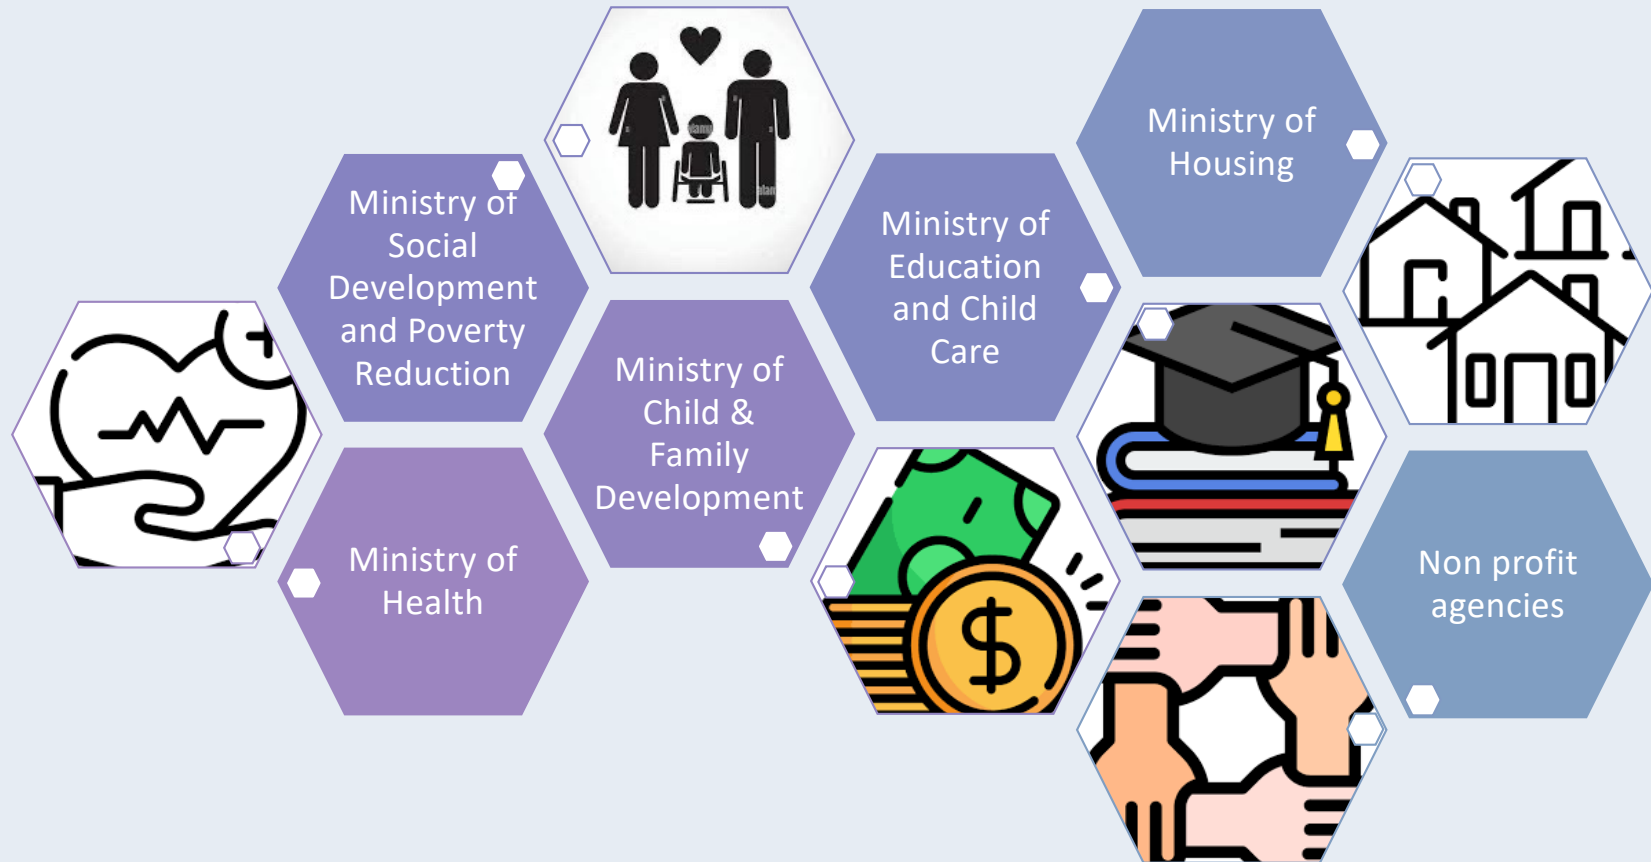 Ministry of
Social
Development
and Poverty
Reduction
Ministry of
Health
Ministry of
Child &
Family
Development
Ministry of
Education
and Child
Care
Ministry of
Housing
Non profit
agencies
alamy